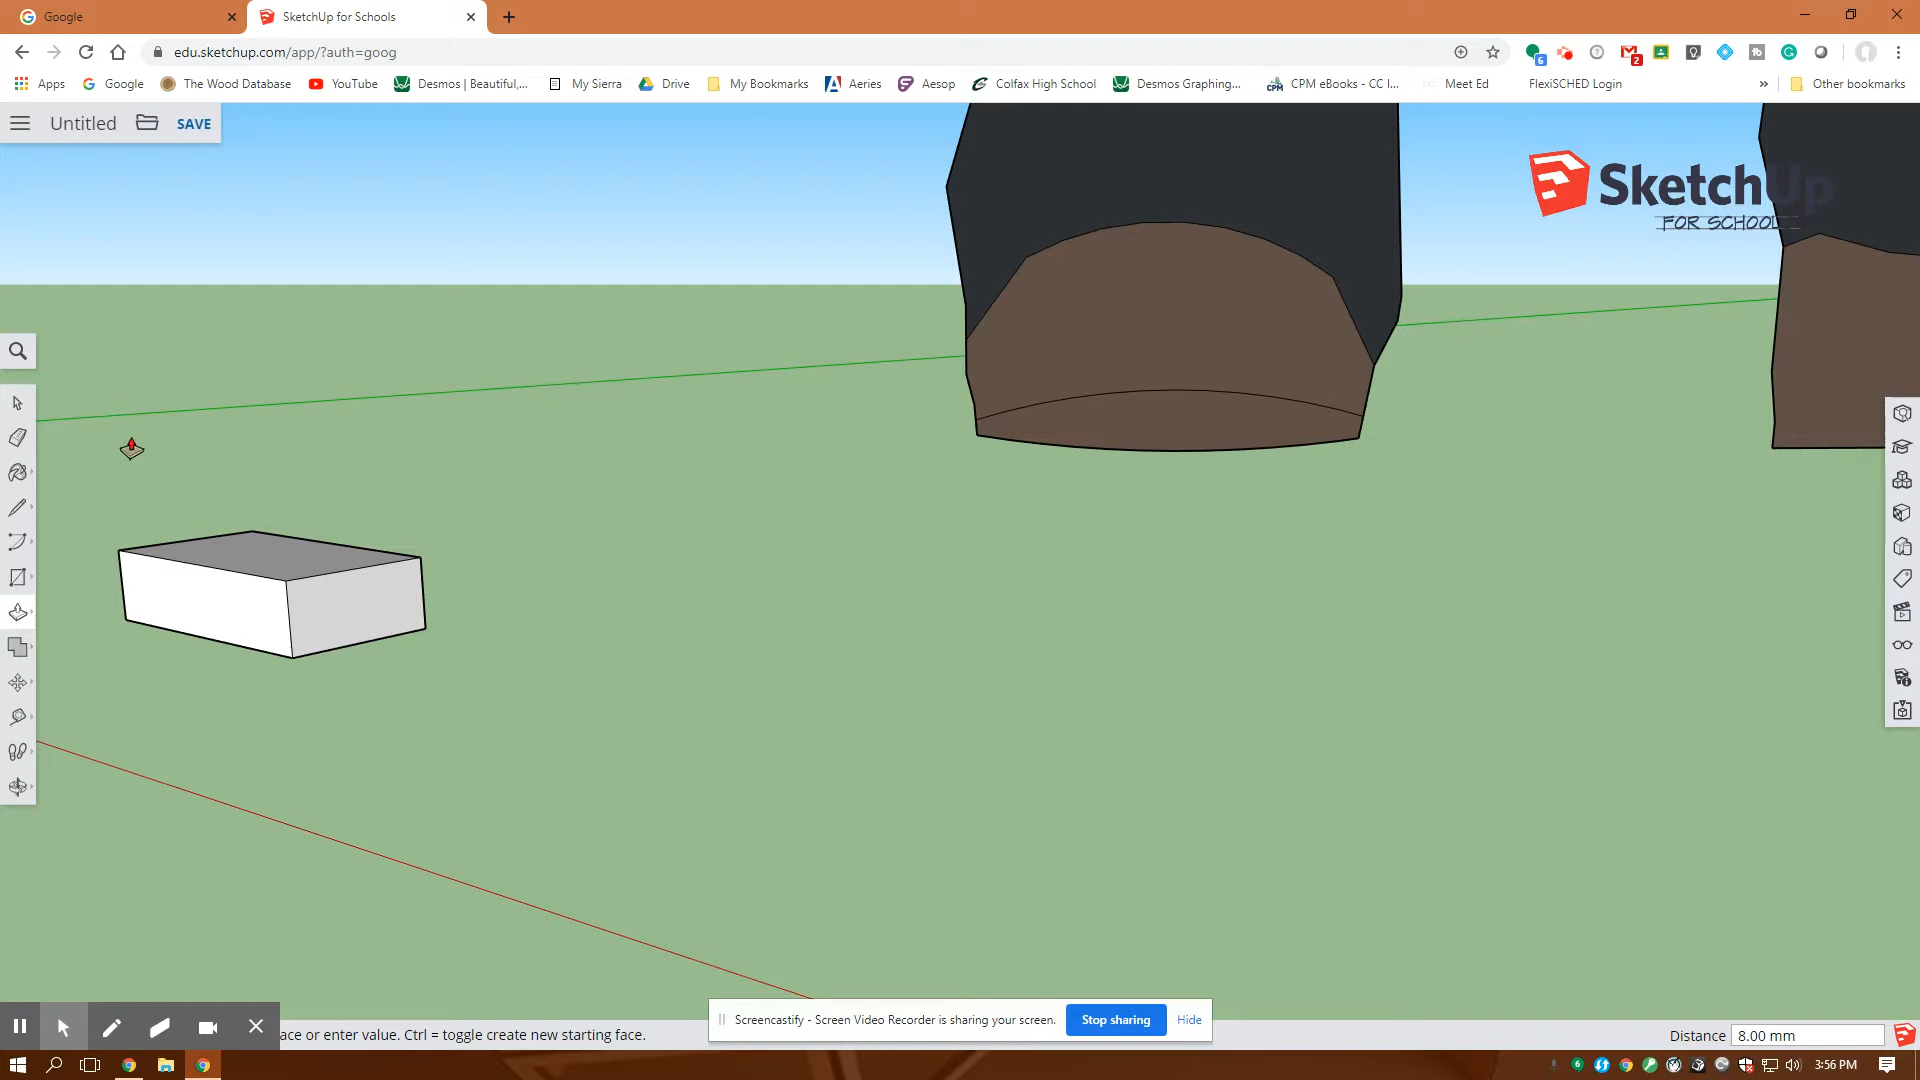 Google
SketchUp for Schools
edu.sketchup.com/app/?auth=goog
6
2
Apps
Google
The Wood Database
YouTube
Desmos | Beautiful,...
My Sierra
Drive
My Bookmarks
Aeries
Aesop
Colfax High School
Desmos Graphing...
CPM
CPM eBooks - CC I...
Meet Ed
FlexiSCHED Login
»
Other bookmarks
Untitled
SAVE
SketchUp
FOR SCHOOLS
Screencastify - Screen Video Recorder is sharing your screen.
Stop sharing
Hide
ace or enter value. Ctrl = toggle create new starting face.
Distance
8.00 mm
3:56 PM